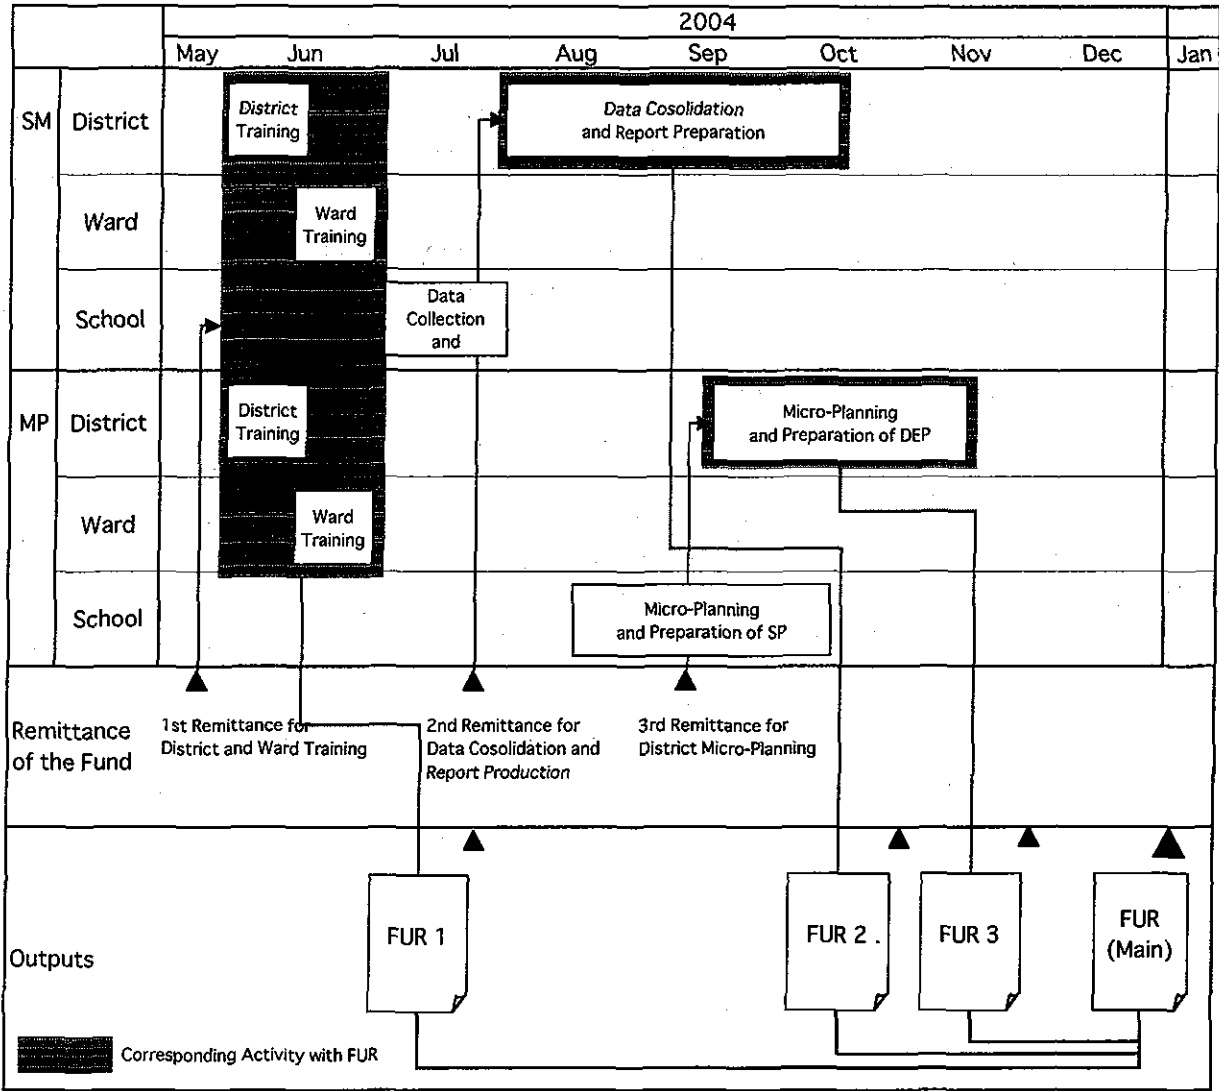 2004
May Jun Jul Aug Sep Oct Nov Dec Jan
SM District
District
Training
Data Cosolidation
and Report Preparation
Ward
Ward
Training
School
Data
Collection
and
MP District
District
Training
Micro-Planning
and Preparation of DEP
Ward
Ward
Training
School
Micro-Planning
and Preparation of SP
Remittance
of the Fund
1st Remittance for
District and Ward Training
2nd Remittance for
Data Cosolidation and
Report Production
3rd Remittance for
District Micro-Planning
Outputs
FUR 1
FUR 2 .
FUR 3
FUR
(Main)
Corresponding Activity with FUR